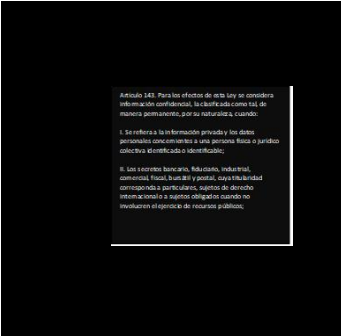 Artículo 143. Para los efectos de esta Ley se considera
información confidencial, la clasificada como tal, de
manera permanente, por su naturaleza, cuando:
I. Se refiera a la información privada y los datos
personales concernientes a una persona física o jurídico
colectiva identificada o identificable;
II. Los secretos bancario, fiduciario, industrial,
comercial, fiscal, bursátil y postal, cuya titularidad
corresponda a particulares, sujetos de derecho
internacional o a sujetos obligados cuando no
involucren el ejercicio de recursos públicos;